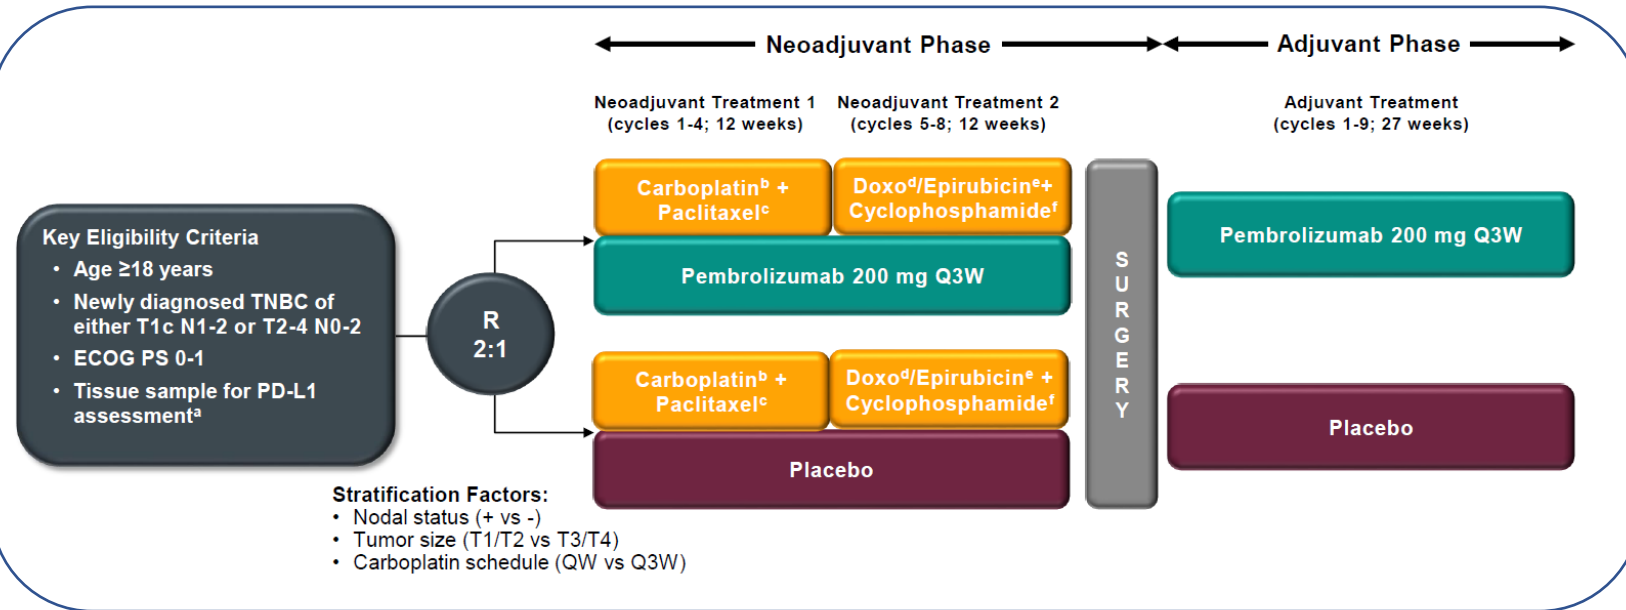 Neoadjuvant Phase
Adjuvant Phase
Neoadjuvant Treatment 1
(cycles 1-4; 12 weeks)
Neoadjuvant Treatment 2
(cycles 5-8; 12 weeks)
Adjuvant Treatment
(cycles 1-9; 27 weeks)
Key Eligibility Criteria
• Age ≥18 years
• Newly diagnosed TNBC of
either T1c N1-2 or T2-4 N0-2
• ECOG PS 0-1
• Tissue sample for PD-L1
assessmentᵃ
R
2:1
Carboplatinᵇ +
Paclitaxelᶜ
Doxoᵈ/Epirubicinᵉ+
Cyclophosphamideᶠ
Pembrolizumab 200 mg Q3W
Carboplatinᵇ +
Paclitaxelᶜ
Doxoᵈ/Epirubicinᵉ +
Cyclophosphamideᶠ
Placebo
SURGERY
Pembrolizumab 200 mg Q3W
Placebo
Stratification Factors:
• Nodal status (+ vs -)
• Tumor size (T1/T2 vs T3/T4)
• Carboplatin schedule (QW vs Q3W)